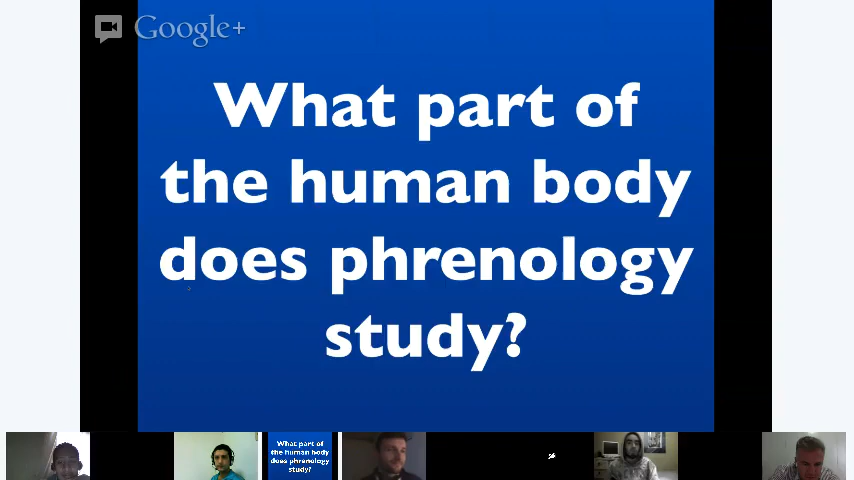 Google+
What part of
the human body
does phrenology
study?
What part of
the human body
does phrenology
study?